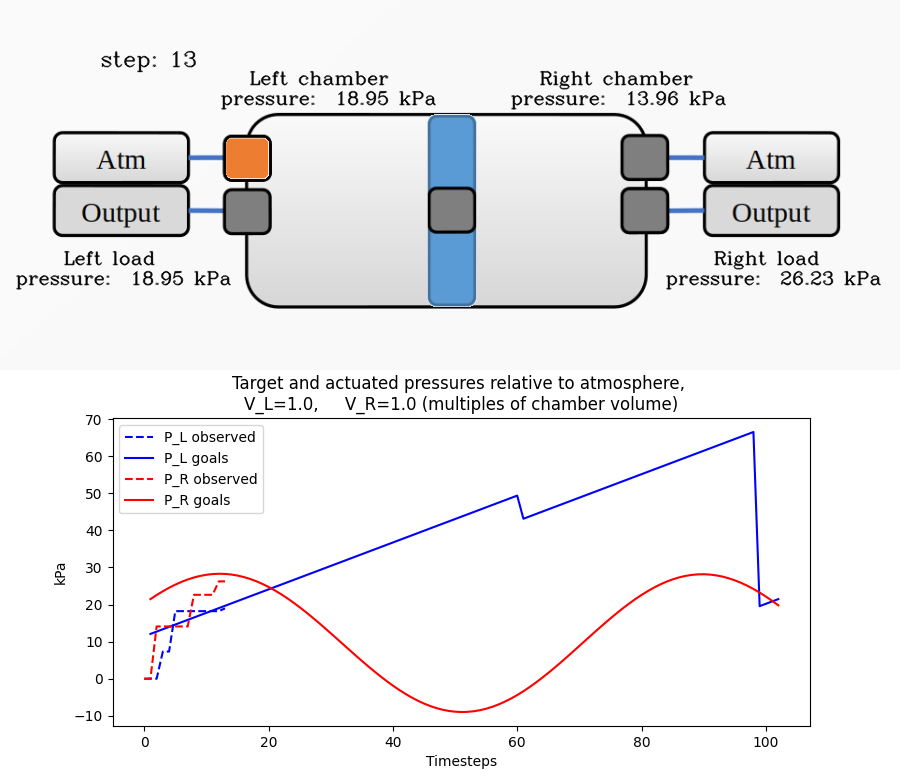 step: 13
Left chamber
pressure: 18.95 kPa
Right chamber
pressure: 13.96 kPa
Atm
Output
Atm
Output
Left load
pressure: 18.95 kPa
Right load
pressure: 26.23 kPa
Target and actuated pressures relative to atmosphere,
V_L=1.0, V_R=1.0 (multiples of chamber volume)
P_L observed
P_L goals
P_R observed
P_R goals
kPa
70
60
50
40
30
20
10
0
−10
0 20 40 60 80 100
Timesteps